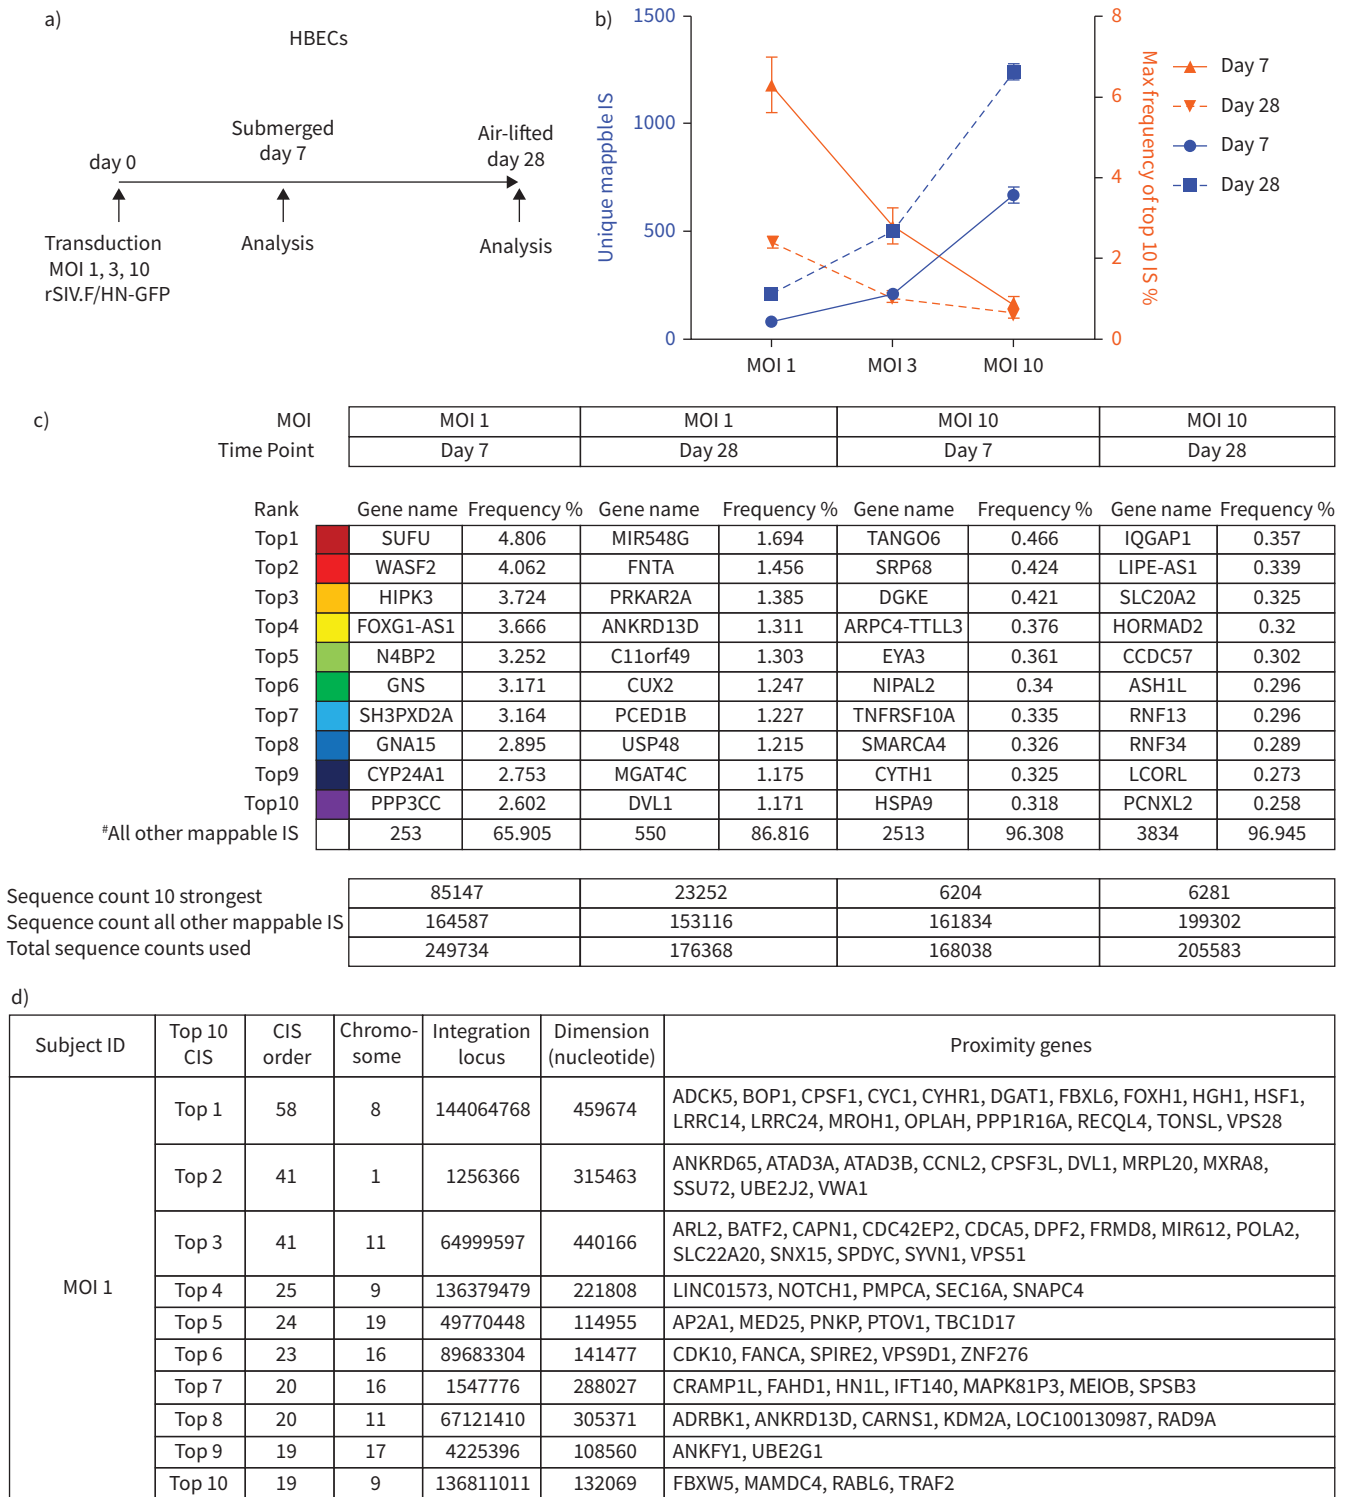 a)
HBECs
day 0
Submerged
day 7
Air-lifted
day 28
Transduction
MOI 1, 3, 10
rSIV.F/HN-GFP
Analysis
Analysis
b)
Unique mappble IS
1500
1000
500
0
MOI 1
MOI 3
MOI 10
8
6
4
2
0
Max frequency of top 10 IS %
Day 7
Day 28
Day 7
Day 28
c)
MOI MOI 1 MOI 1 MOI 10 MOI 10
Time Point Day 7 Day 28 Day 7 Day 28
Rank Gene name Frequency % Gene name Frequency % Gene name Frequency % Gene name Frequency %
Top1 SUFU 4.806 MIR548G 1.694 TANGO6 0.466 IQGAP1 0.357
Top2 WASF2 4.062 FNTA 1.456 SRP68 0.424 LIPE-AS1 0.339
Top3 HIPK3 3.724 PRKAR2A 1.385 DGKE 0.421 SLC20A2 0.325
Top4 FOXG1-AS1 3.666 ANKRD13D 1.311 ARPC4-TTLL3 0.376 HORMAD2 0.32
Top5 N4BP2 3.252 C11orf49 1.303 EYA3 0.361 CCDC57 0.302
Top6 GNS 3.171 CUX2 1.247 NIPAL2 0.34 ASH1L 0.296
Top7 SH3PXD2A 3.164 PCED1B 1.227 TNFRSF10A 0.335 RNF13 0.296
Top8 GNA15 2.895 USP48 1.215 SMARCA4 0.326 RNF34 0.289
Top9 CYP24A1 2.753 MGAT4C 1.175 CYTH1 0.325 LCORL 0.273
Top10 PPP3CC 2.602 DVL1 1.171 HSPA9 0.318 PCNXL2 0.258
#All other mappable IS 253 65.905 550 86.816 2513 96.308 3834 96.945
Sequence count 10 strongest 85147 23252 6204 6281
Sequence count all other mappable IS 164587 153116 161834 199302
Total sequence counts used 249734 176368 168038 205583
d)
Subject ID
Top 10
CIS
CIS
order
Chromo-
some
Integration
locus
Dimension
(nucleotide)
Proximity genes
MOI 1
Top 1 58 8 144064768 459674 ADCK5, BOP1, CPSF1, CYC1, CYHR1, DGAT1, FBXL6, FOXH1, HGH1, HSF1,
LRRC14, LRRC24, MROH1, OPLAH, PPP1R16A, RECQL4, TONSL, VPS28
Top 2 41 1 1256366 315463 ANKRD65, ATAD3A, ATAD3B, CCNL2, CPSF3L, DVL1, MRPL20, MXRA8,
SSU72, UBE2J2, VWA1
Top 3 41 11 64999597 440166 ARL2, BATF2, CAPN1, CDC42EP2, CDCA5, DPF2, FRMD8, MIR612, POLA2,
SLC22A20, SNX15, SPDYC, SYVN1, VPS51
Top 4 25 9 136379479 221808 LINC01573, NOTCH1, PMPCA, SEC16A, SNAPC4
Top 5 24 19 49770448 114955 AP2A1, MED25, PNKP, PTOV1, TBC1D17
Top 6 23 16 89683304 141477 CDK10, FANCA, SPIRE2, VPS9D1, ZNF276
Top 7 20 16 1547776 288027 CRAMP1L, FAHD1, HN1L, IFT140, MAPK81P3, MEIOB, SPSB3
Top 8 20 11 67121410 305371 ADRBK1, ANKRD13D, CARNS1, KDM2A, LOC100130987, RAD9A
Top 9 19 17 4225396 108560 ANKFY1, UBE2G1
Top 10 19 9 136811011 132069 FBXW5, MAMDC4, RABL6, TRAF2